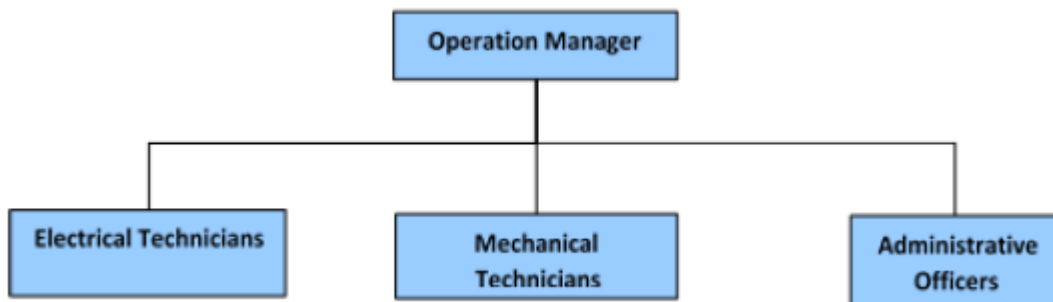 Operation Manager
Electrical Technicians
Mechanical
Technicians
Administrative
Officers